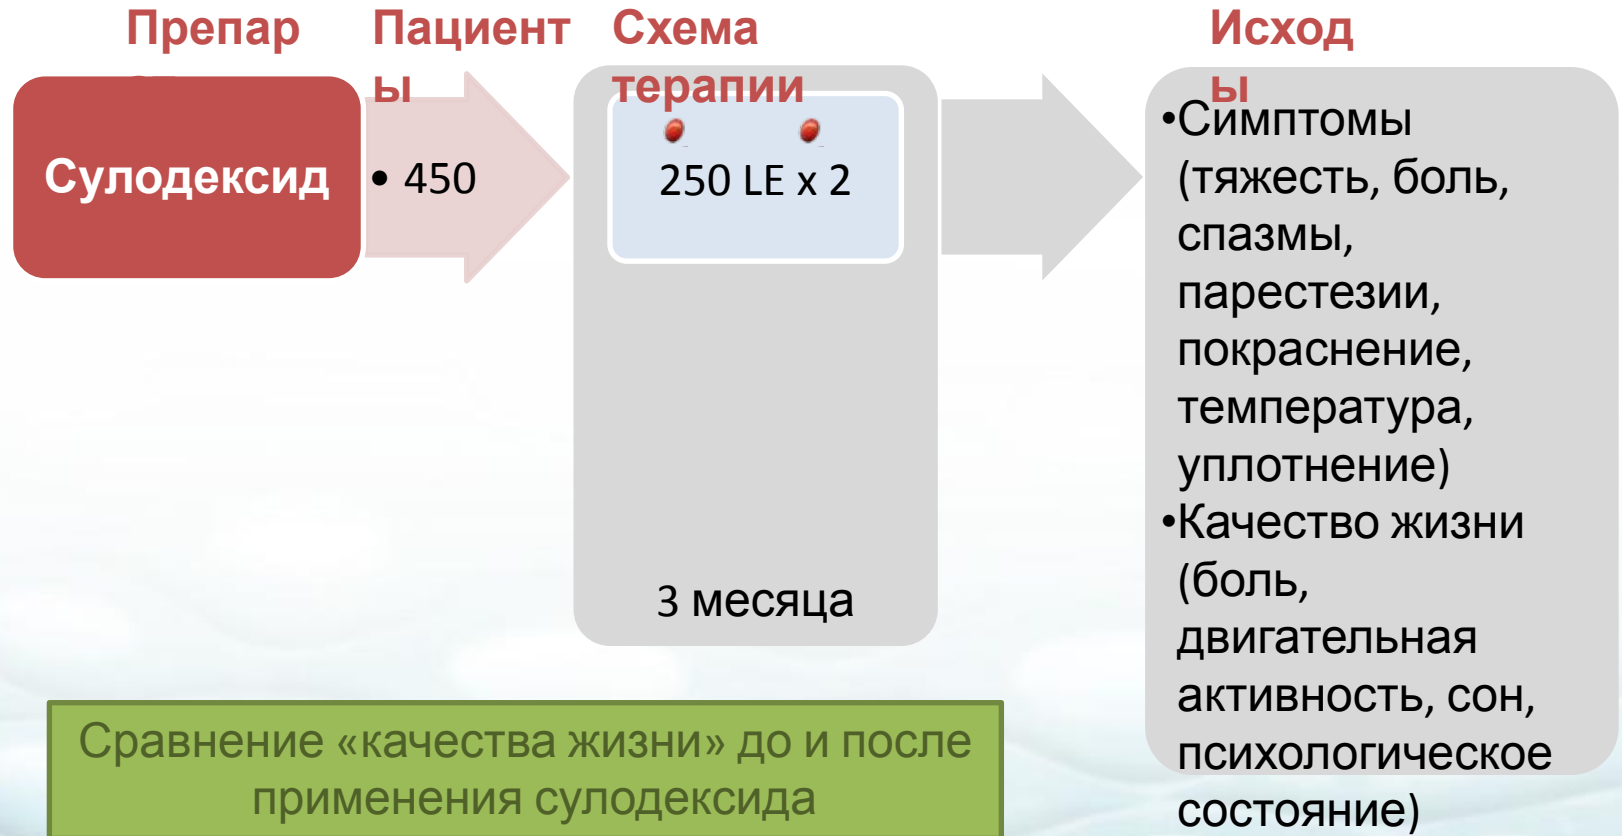 Препар
Пациент
ы
Схема
терапии
Исход
ы
Сулодексид
• 450
250 LE x 2
3 месяца
•Симптомы
(тяжесть, боль,
спазмы,
парестезии,
покраснение,
температура,
уплотнение)
•Качество жизни
(боль,
двигательная
активность, сон,
психологическое
состояние)
Сравнение «качества жизни» до и после
применения сулодексида